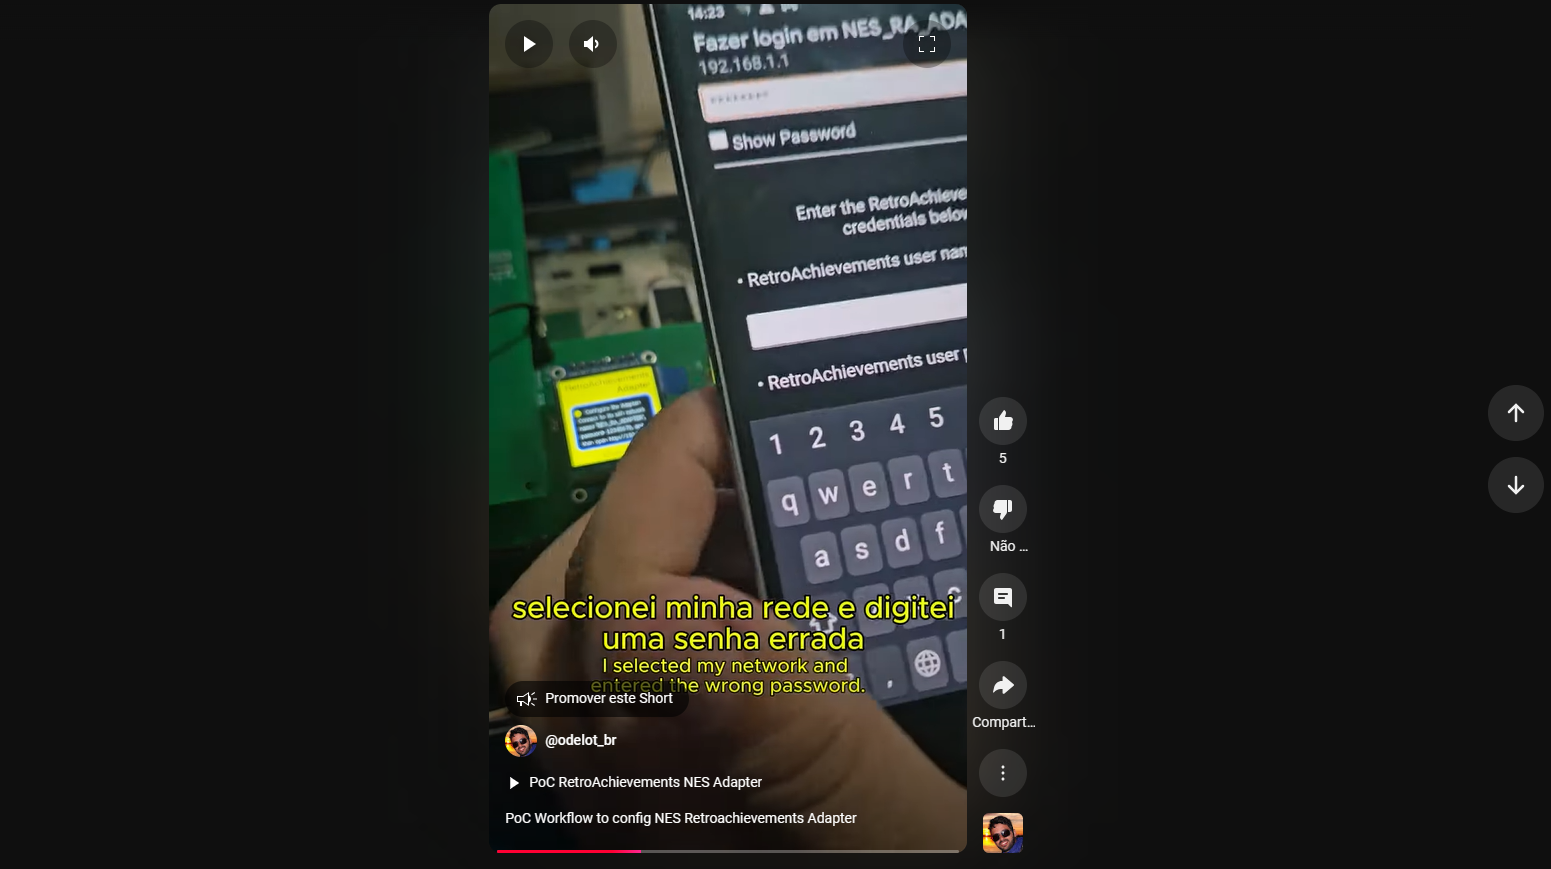 14:23
Fazer login em NES_RA_ADA
192.168.1.1
Show Password
Enter the RetroAchieve
credentials below
• RetroAchievements user nam
• RetroAchievements user p
1 2 3 4 5
q w e r t
a s d f
c
,
RetroAchievements
Adapter
selecionei minha rede e digitei
uma senha errada
I selected my network and
entered the wrong password.
Promover este Short
@odelot_br
PoC RetroAchievements NES Adapter
PoC Workflow to config NES Retroachievements Adapter
5
Não ...
1
Compart...